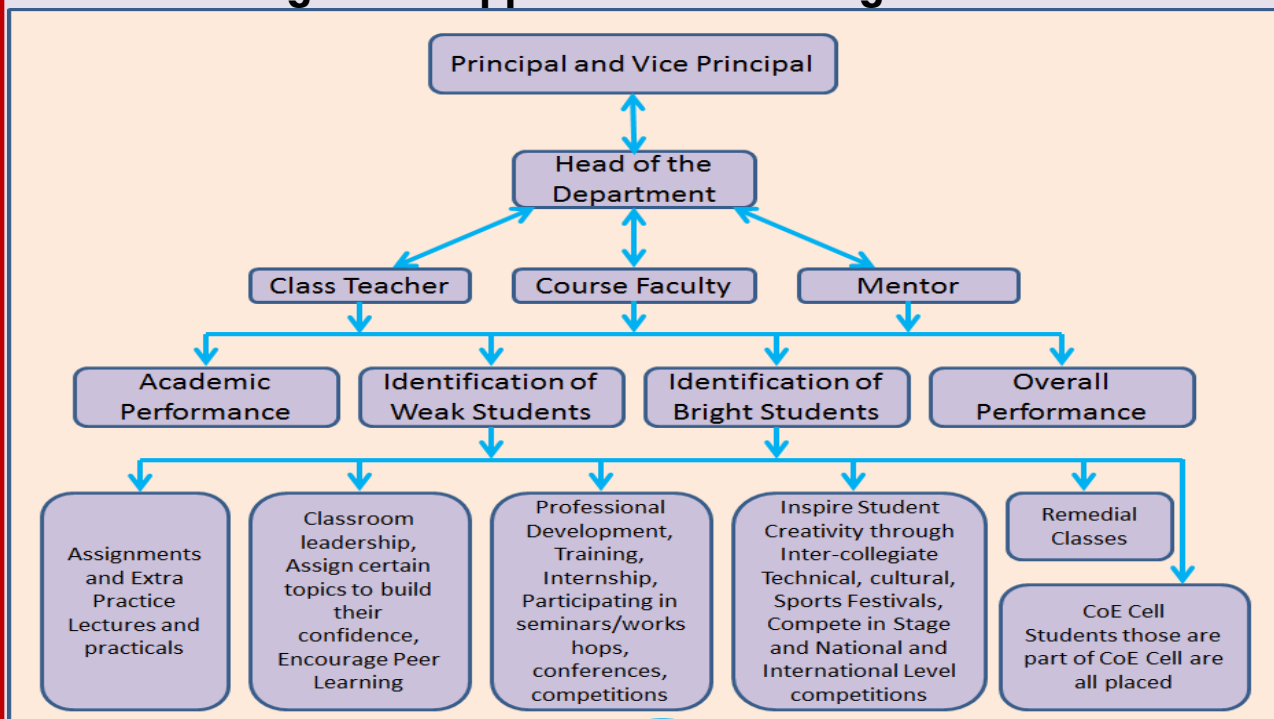 Principal and Vice Principal
Head of the
Department
Class Teacher
Course Faculty
Mentor
Academic
Performance
Identification of
Weak Students
Identification of
Bright Students
Overall
Performance
Assignments
and Extra
Practice
Lectures and
practicals
Classroom
leadership,
Assign certain
topics to build
their
confidence,
Encourage Peer
Learning
Professional
Development,
Training,
Internship,
Participating in
seminars/works
hops,
conferences,
competitions
Inspire Student
Creativity through
Inter-collegiate
Technical, cultural,
Sports Festivals,
Compete in Stage
and National and
International Level
competitions
Remedial
Classes
CoE Cell
Students those are
part of CoE Cell are
all placed